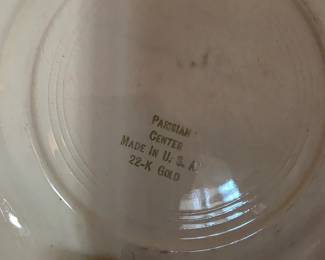 PARISIAN
CENTER
MADE IN U. S. A.
22-K GOLD